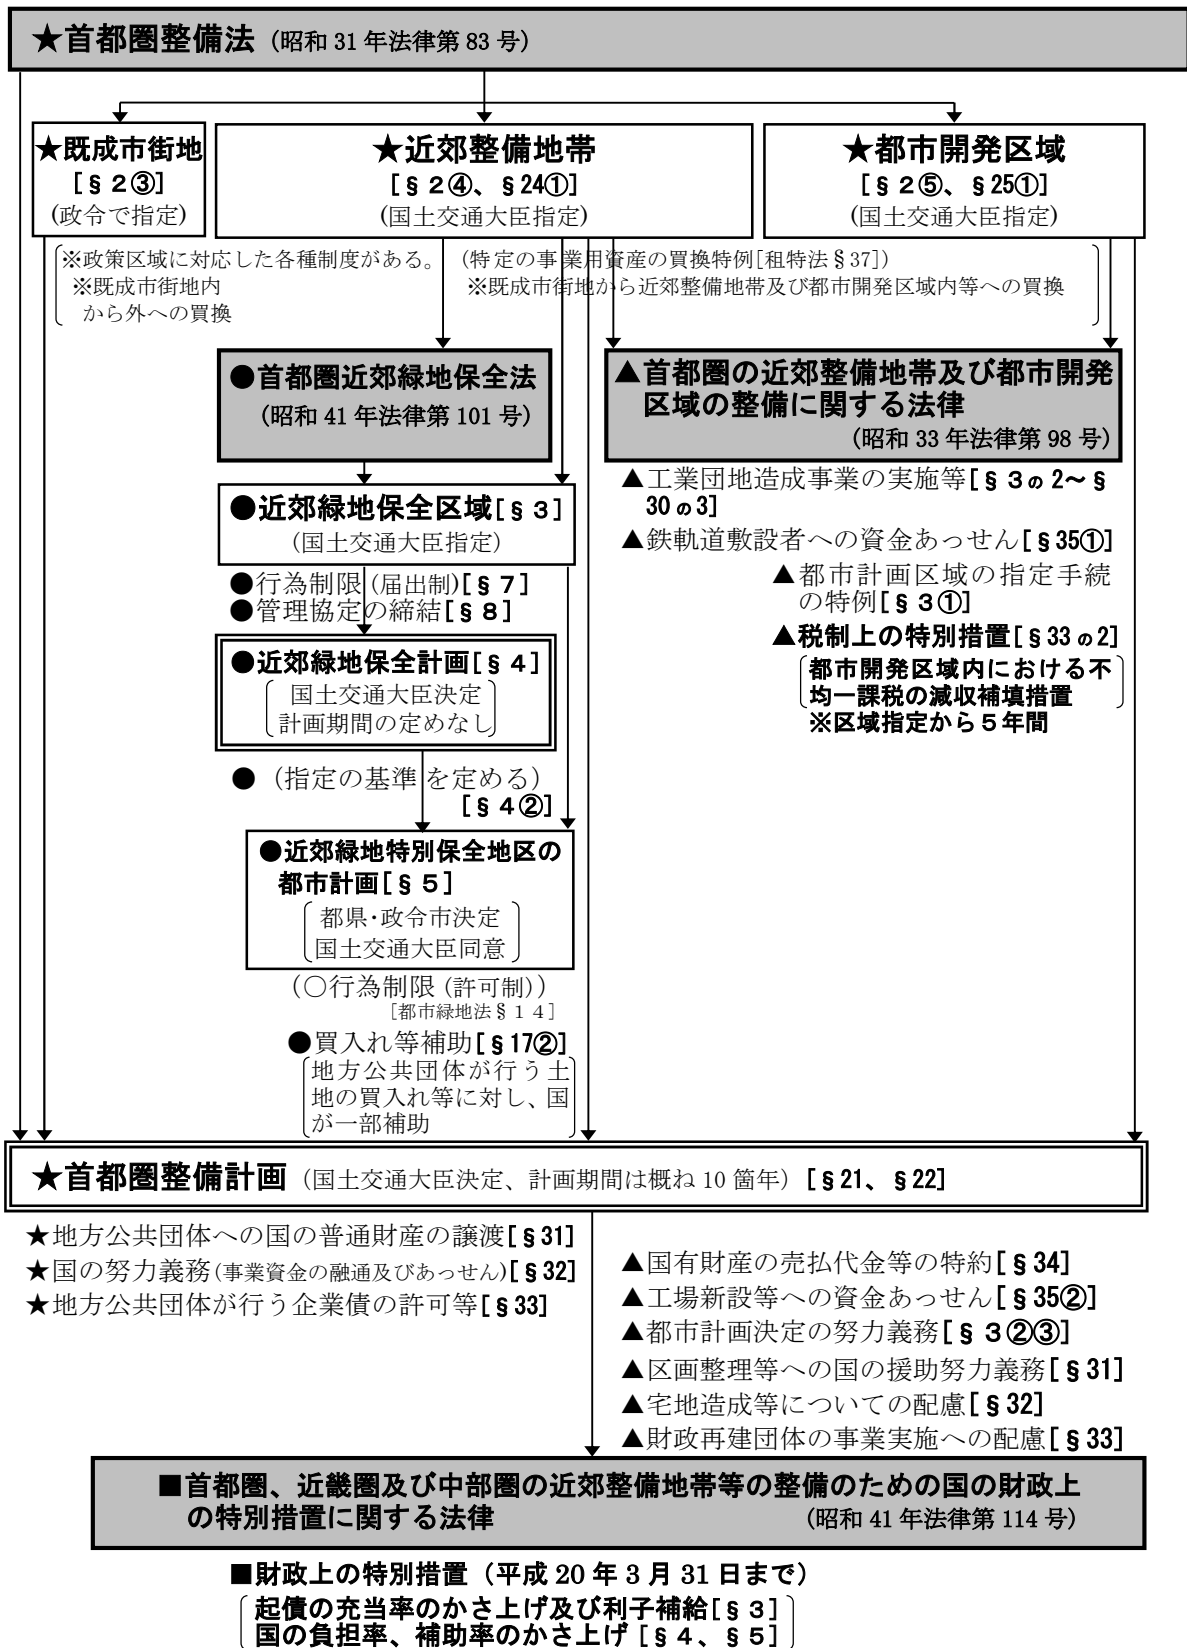 ★首都圏整備法（昭和 31 年法律第 83 号）
★既成市街地
[§２③]
(政令で指定)
★近郊整備地帯
[§２④、§24①]
(国土交通大臣指定)
★都市開発区域
[§２⑤、§25①]
(国土交通大臣指定)
※政策区域に対応した各種制度がある。
※既成市街地内
から外への買換
(特定の事業用資産の買換特例[租特法§37])
※既成市街地から近郊整備地帯及び都市開発区域内等への買換
●首都圏近郊緑地保全法
（昭和 41 年法律第 101 号）
●近郊緑地保全区域[§３]
(国土交通大臣指定)
●行為制限(届出制)[§７]
●管理協定の締結[§８]
●近郊緑地保全計画[§４]
国土交通大臣決定
計画期間の定めなし
●（指定の基準を定める）
[§４②]
●近郊緑地特別保全地区の
都市計画[§５]
都県・政令市決定
国土交通大臣同意
(○行為制限(許可制))
[都市緑地法§１４]
●買入れ等補助[§17②]
地方公共団体が行う土
地の買入れ等に対し、国
が一部補助
▲首都圏の近郊整備地帯及び都市開発
区域の整備に関する法律
（昭和 33 年法律第 98 号）
▲工業団地造成事業の実施等[§３の2～§
30の3]
▲鉄軌道敷設者への資金あっせん[§35①]
▲都市計画区域の指定手続
の特例[§３①]
▲税制上の特別措置[§33の2]
都市開発区域内における不
均一課税の減収補填措置
※区域指定から５年間
★首都圏整備計画（国土交通大臣決定、計画期間は概ね 10 箇年）[§21、§22]
★地方公共団体への国の普通財産の譲渡[§31]
★国の努力義務(事業資金の融通及びあっせん)[§32]
★地方公共団体が行う企業債の許可等[§33]
▲国有財産の売払代金等の特約[§34]
▲工場新設等への資金あっせん[§35②]
▲都市計画決定の努力義務[§３②③]
▲区画整理等への国の援助努力義務[§31]
▲宅地造成等についての配慮[§32]
▲財政再建団体の事業実施への配慮[§33]
■首都圏、近畿圏及び中部圏の近郊整備地帯等の整備のための国の財政上
の特別措置に関する法律　（昭和 41 年法律第 114 号）
■財政上の特別措置（平成 20 年 3 月 31 日まで）
起債の充当率のかさ上げ及び利子補給[§３]
国の負担率、補助率のかさ上げ[§４、§５]